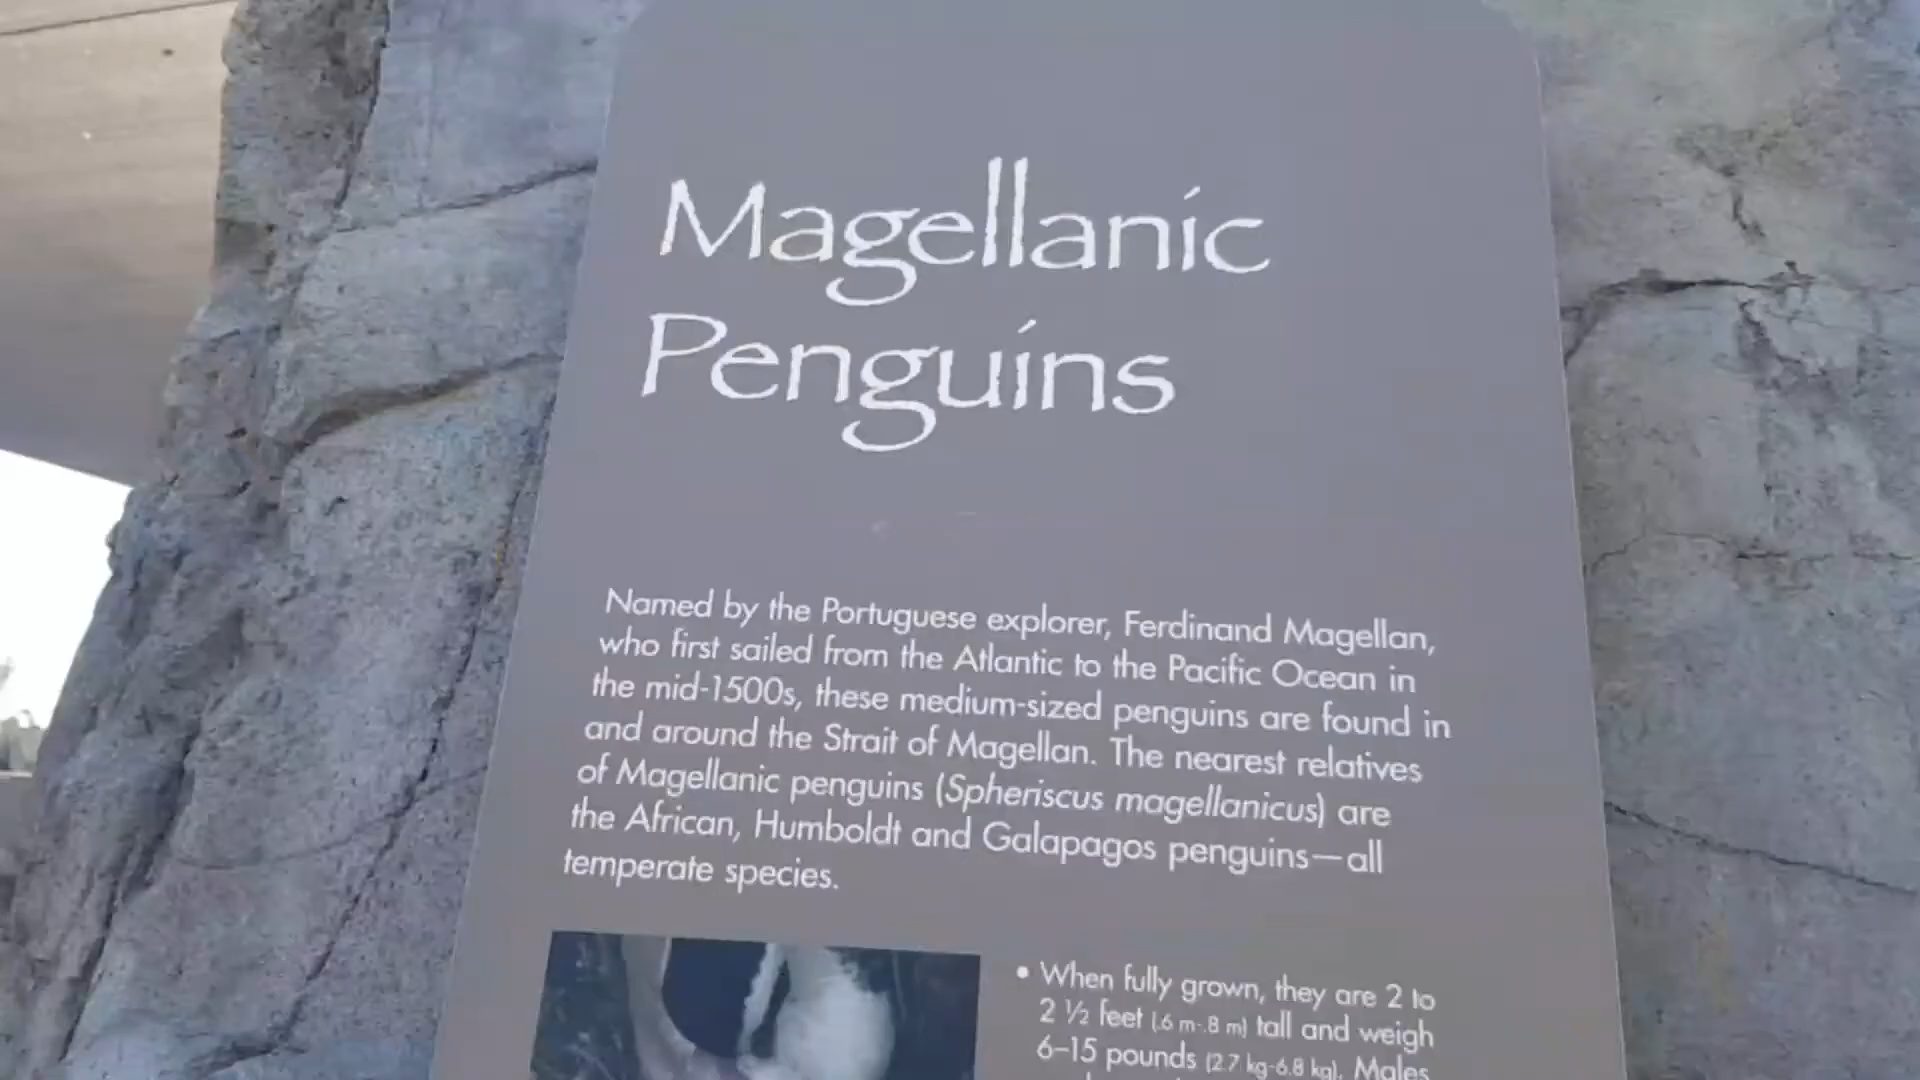 Magellanic
Penguins
Named by the Portuguese explorer, Ferdinand Magellan,
who first sailed from the Atlantic to the Pacific Ocean in
the mid-1500s, these medium-sized penguins are found in
and around the Strait of Magellan. The nearest relatives
of Magellanic penguins (Spheriscus magellanicus) are
the African, Humboldt and Galapagos penguins—all
temperate species.
• When fully grown, they are 2 to
2 ½ feet (.6 m-.8 m) tall and weigh
6–15 pounds (2.7 kg-6.8 kg). Males